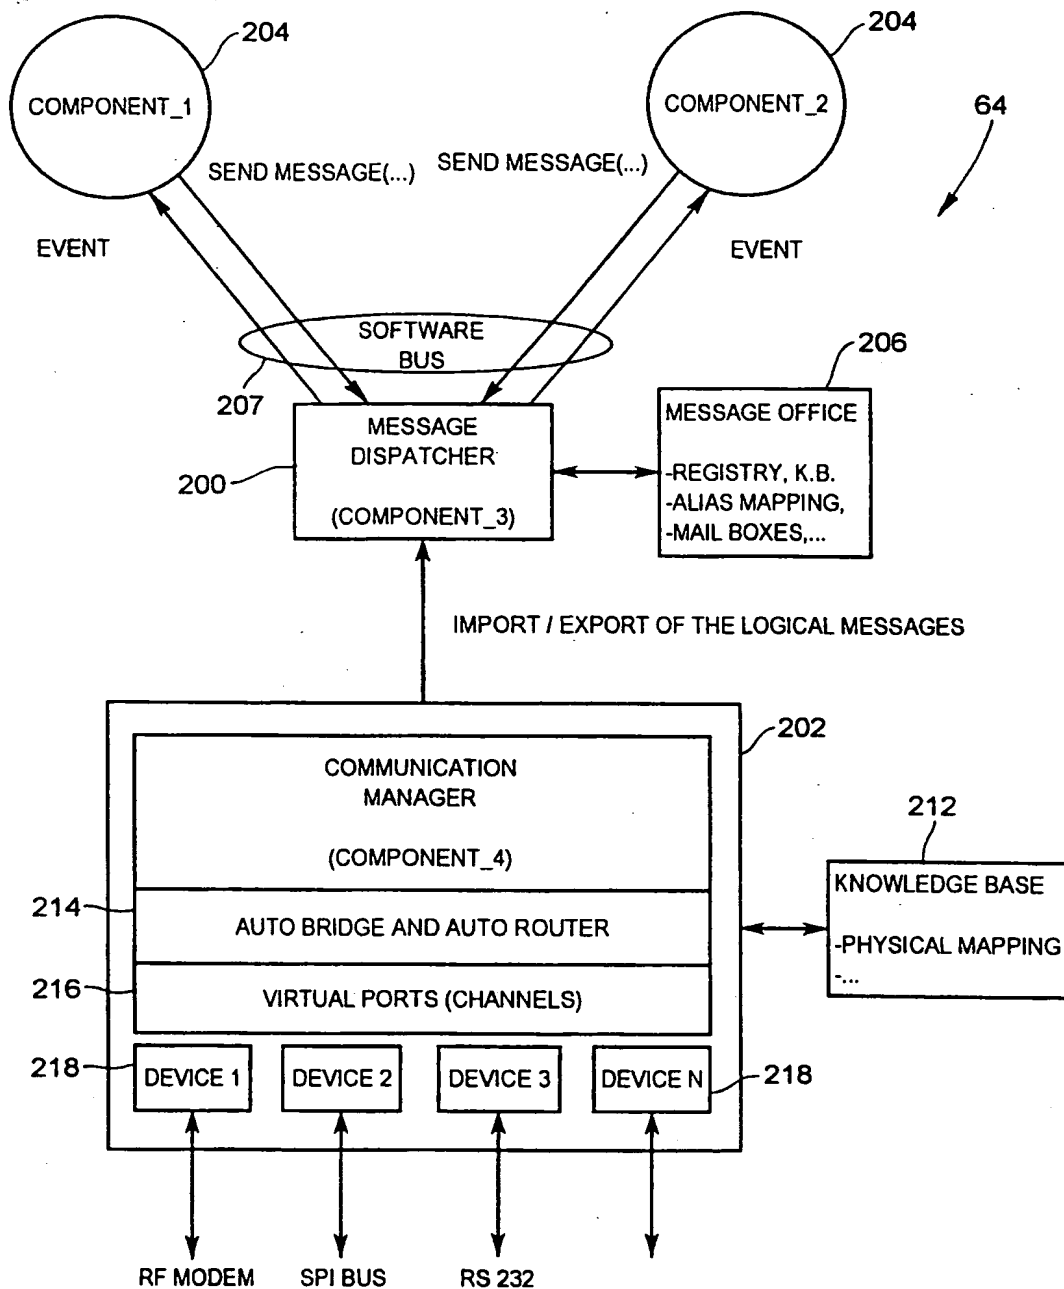 204
204
COMPONENT_1
COMPONENT_2
64
SEND MESSAGE(...)
SEND MESSAGE(...)
EVENT
EVENT
SOFTWARE
BUS
207
206
MESSAGE
DISPATCHER
(COMPONENT_3)
200
MESSAGE OFFICE
-REGISTRY, K.B.
-ALIAS MAPPING,
-MAIL BOXES,...
IMPORT / EXPORT OF THE LOGICAL MESSAGES
202
COMMUNICATION
MANAGER
(COMPONENT_4)
212
KNOWLEDGE BASE
-PHYSICAL MAPPING
-...
214
AUTO BRIDGE AND AUTO ROUTER
216
VIRTUAL PORTS (CHANNELS)
218
DEVICE 1
DEVICE 2
DEVICE 3
DEVICE N
218
RF MODEM
SPI BUS
RS 232